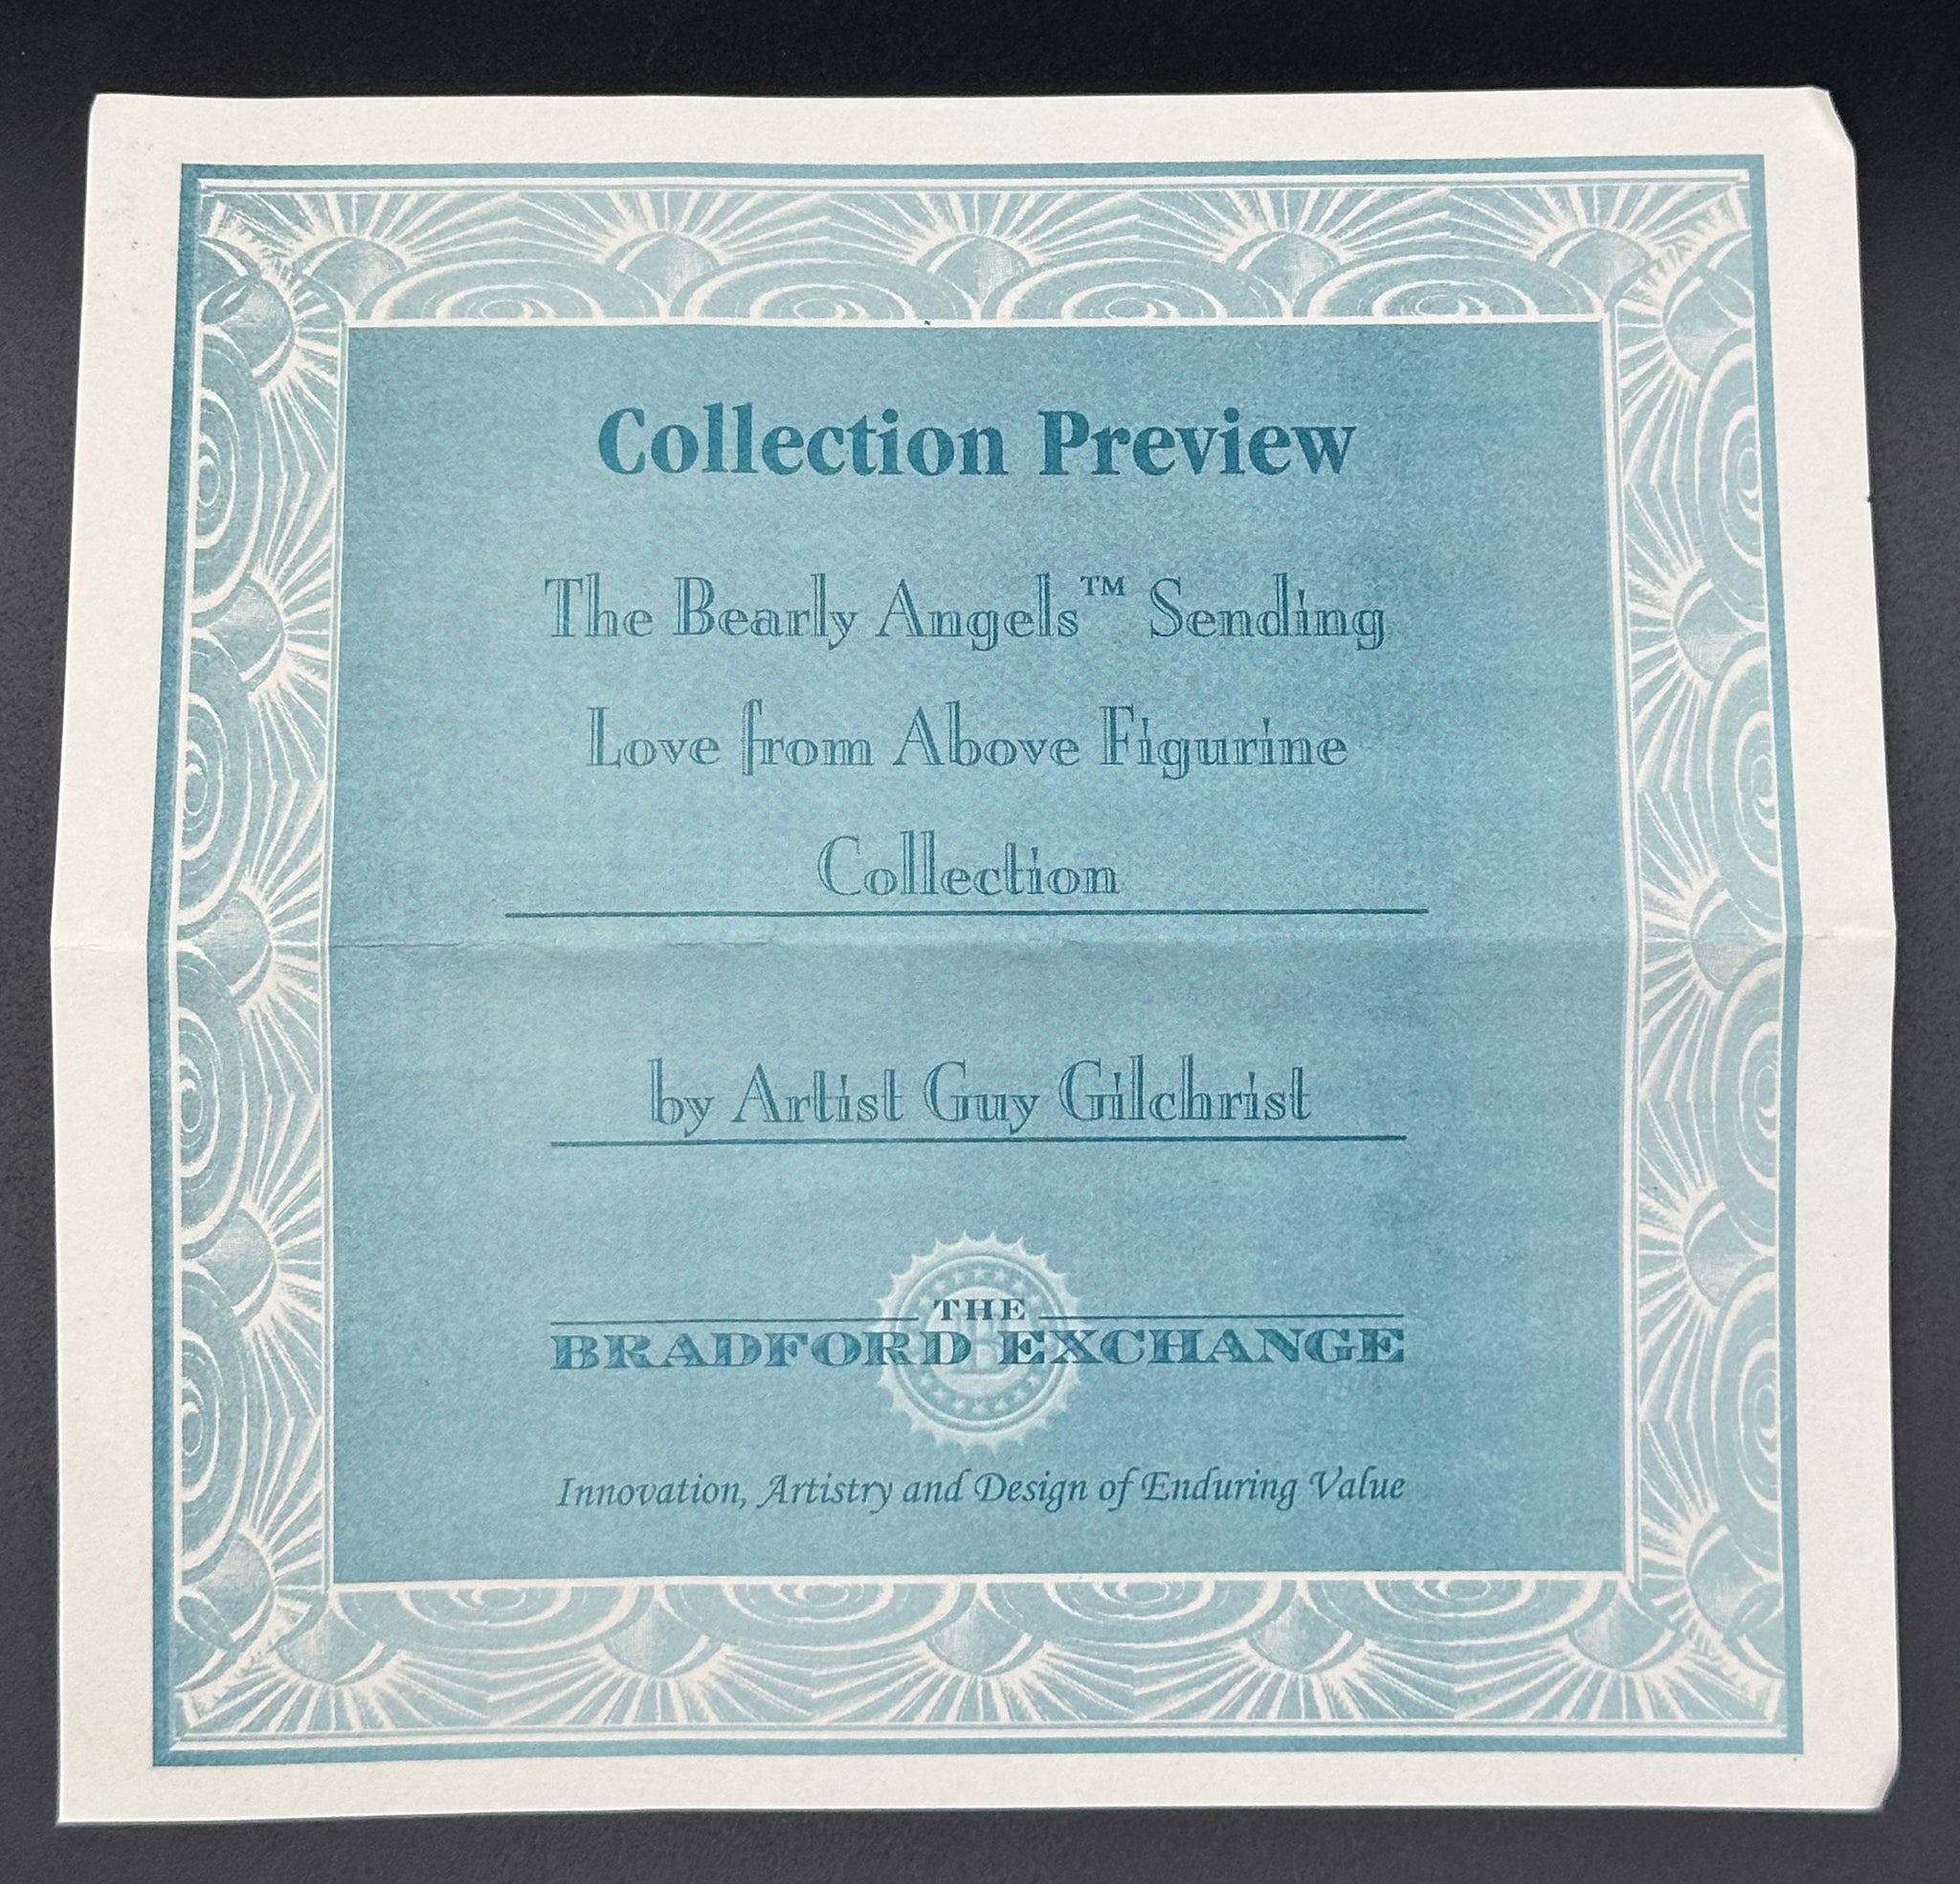 Collection Preview
The Bearly Angels™ Sending
Love from Above Figurine
Collection
by Artist Guy Gilchrist
THE
BRADFORD EXCHANGE
Innovation, Artistry and Design of Enduring Value